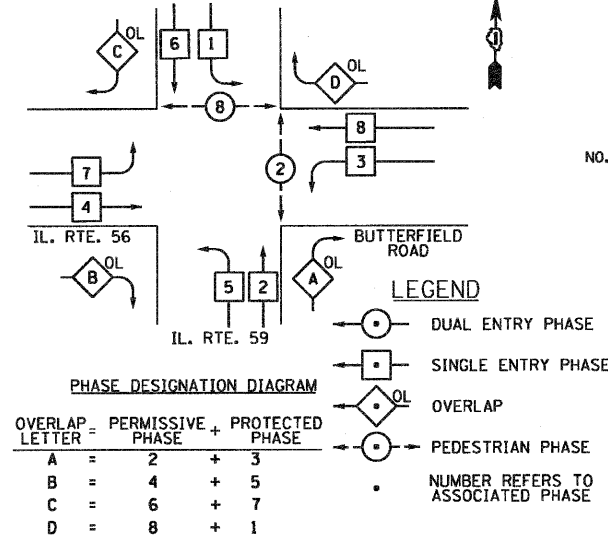 C OL
6
1
D OL
8
8
3
2
NO.
7
4
IL. RTE. 56
BUTTERFIELD
ROAD
B OL
5
2
A OL
IL. RTE. 59
LEGEND
DUAL ENTRY PHASE
SINGLE ENTRY PHASE
OL OVERLAP
PEDESTRIAN PHASE
NUMBER REFERS TO
ASSOCIATED PHASE
PHASE DESIGNATION DIAGRAM
OVERLAP LETTER = PERMISSIVE PHASE + PROTECTED PHASE
A = 2 + 3
B = 4 + 5
C = 6 + 7
D = 8 + 1